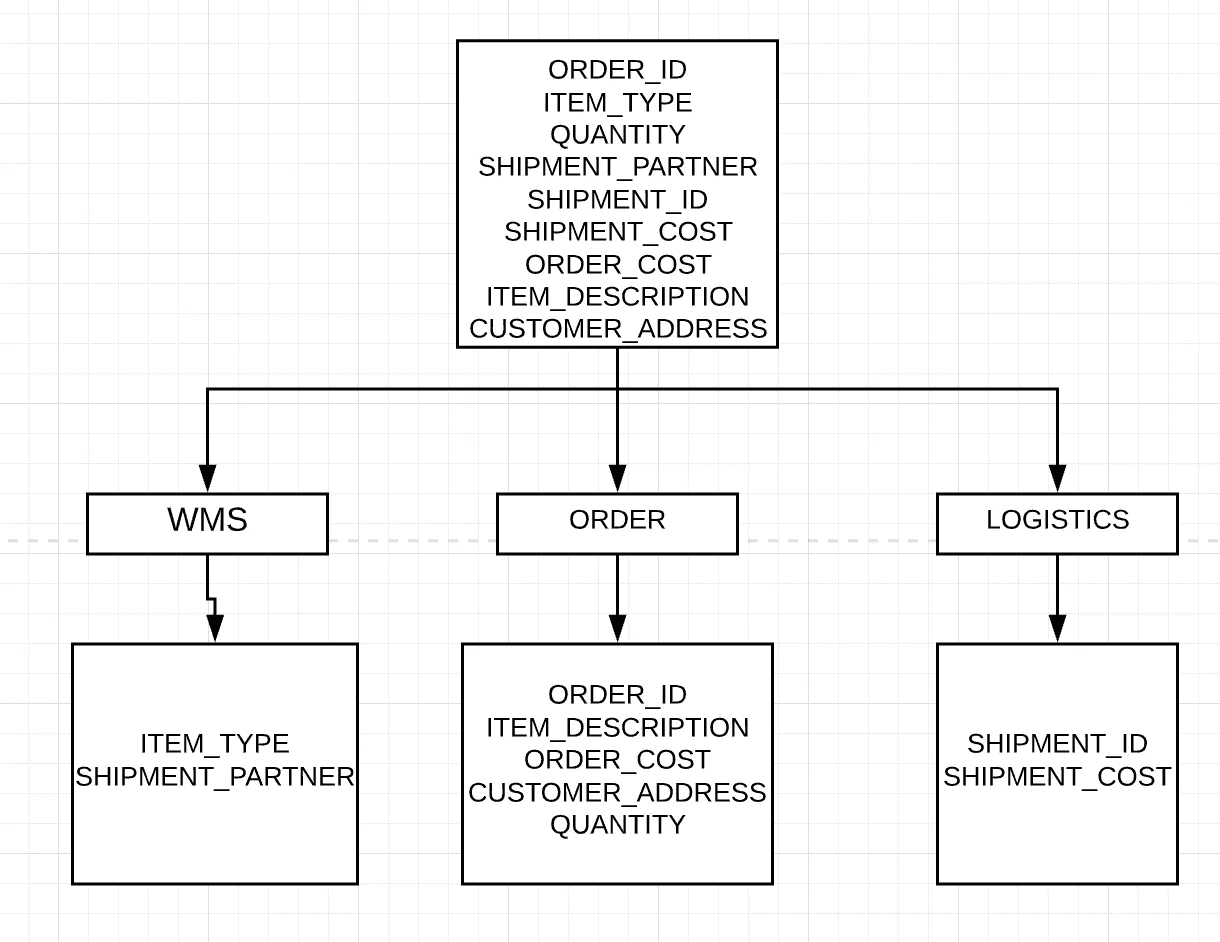 ORDER_ID
ITEM_TYPE
QUANTITY
SHIPMENT_PARTNER
SHIPMENT_ID
SHIPMENT_COST
ORDER_COST
ITEM_DESCRIPTION
CUSTOMER_ADDRESS
WMS
ORDER
LOGISTICS
ITEM_TYPE
SHIPMENT_PARTNER
ORDER_ID
ITEM_DESCRIPTION
ORDER_COST
CUSTOMER_ADDRESS
QUANTITY
SHIPMENT_ID
SHIPMENT_COST